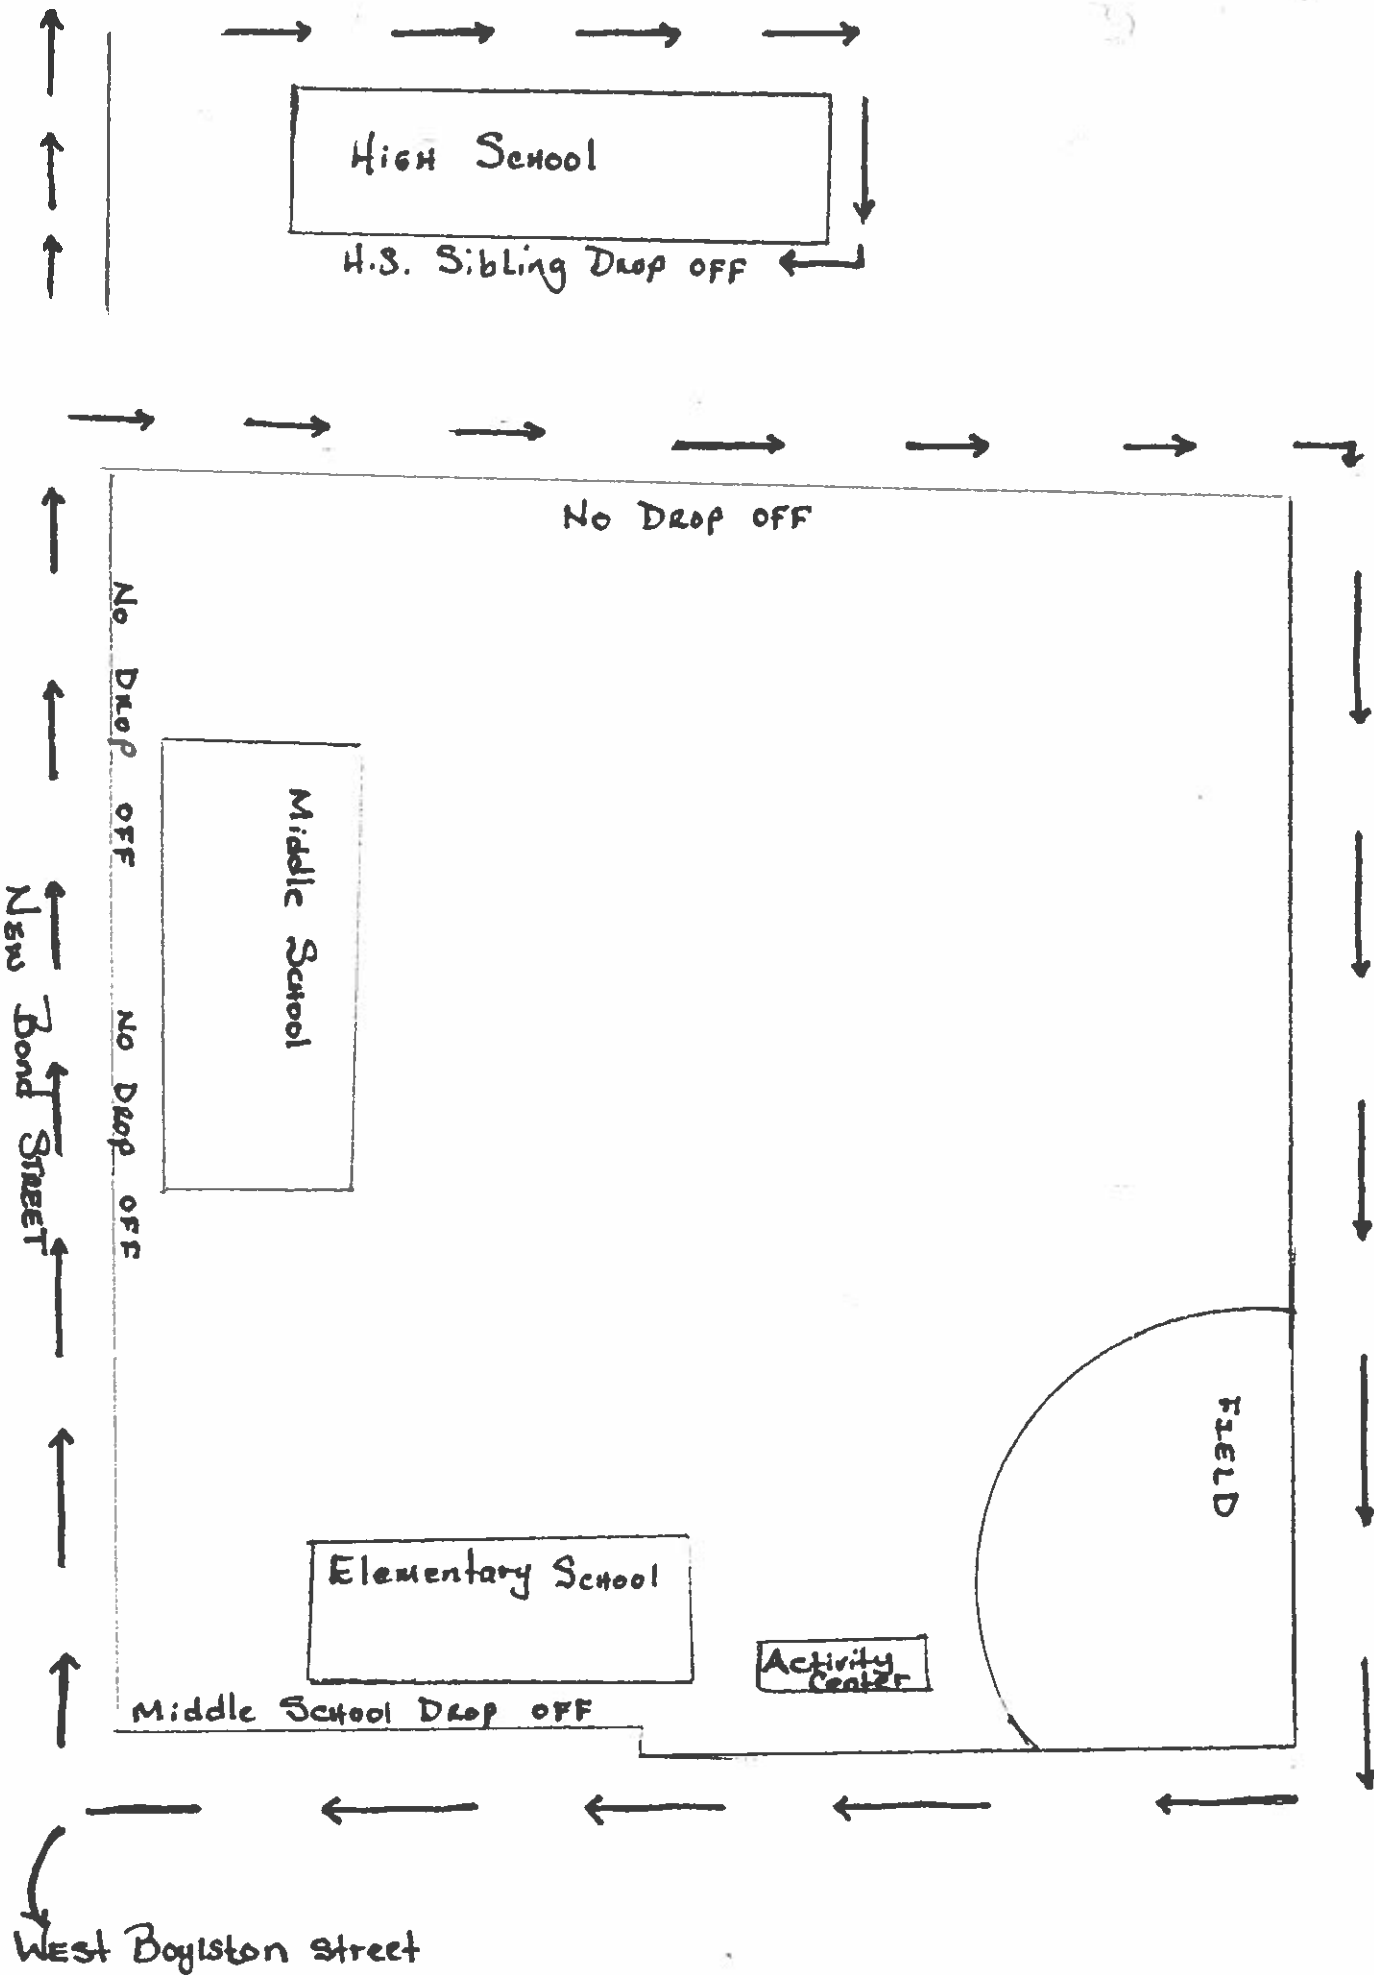 High School
H.S. Sibling Drop off
No Drop off
No Drop off
No Drop off
Middle School
New Bond Street
Field
Elementary School
Activity
Center
Middle School Drop off
West Boylston street